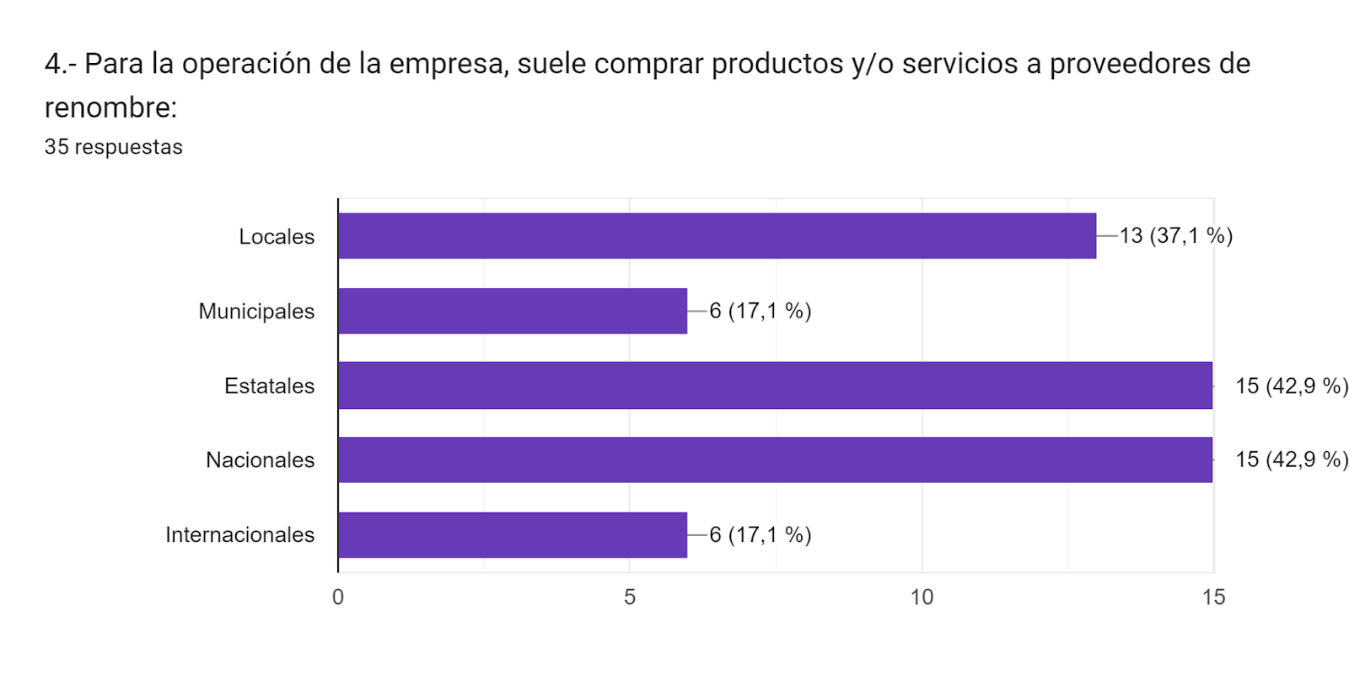 4.- Para la operación de la empresa, suele comprar productos y/o servicios a proveedores de
renombre:
35 respuestas
Locales 13 (37,1 %)
Municipales 6 (17,1 %)
Estatales 15 (42,9 %)
Nacionales 15 (42,9 %)
Internacionales 6 (17,1 %)
0 5 10 15